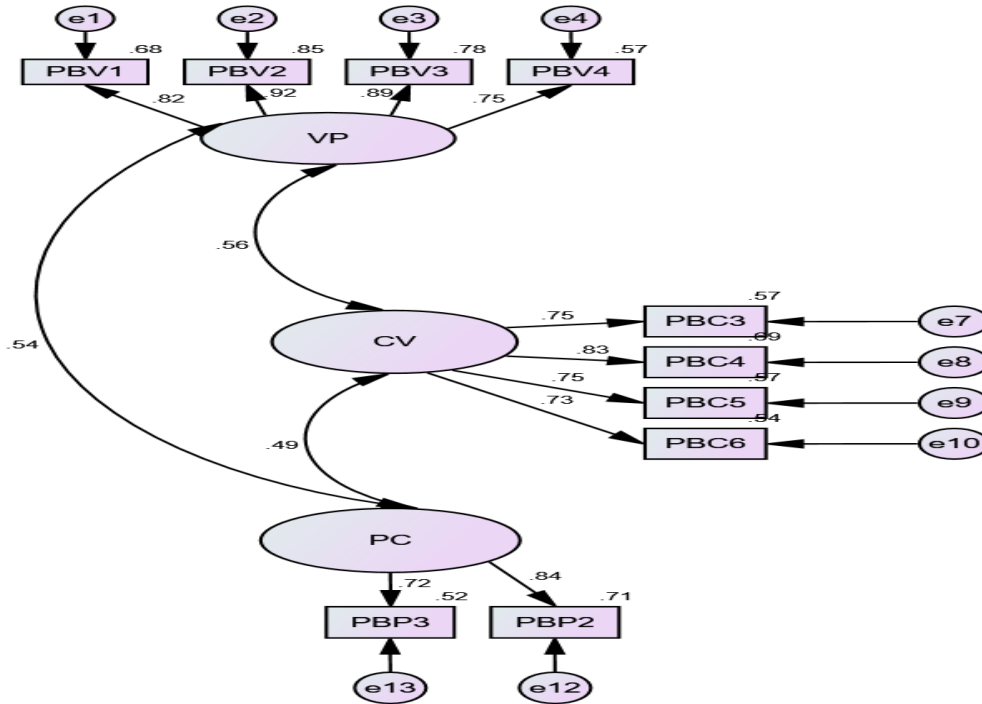 e1 e2 e3 e4
.68 .85 .78 .57
PBV1 PBV2 PBV3 PBV4
.82 .92 .89 .75
VP
.56
.54
.57
.75 PBC3 e7
CV
.69
.83 PBC4 e8
.57
.75 PBC5 e9
.54
.73 PBC6 e10
.49
PC
.72 .84
.52 .71
PBP3 PBP2
e13 e12